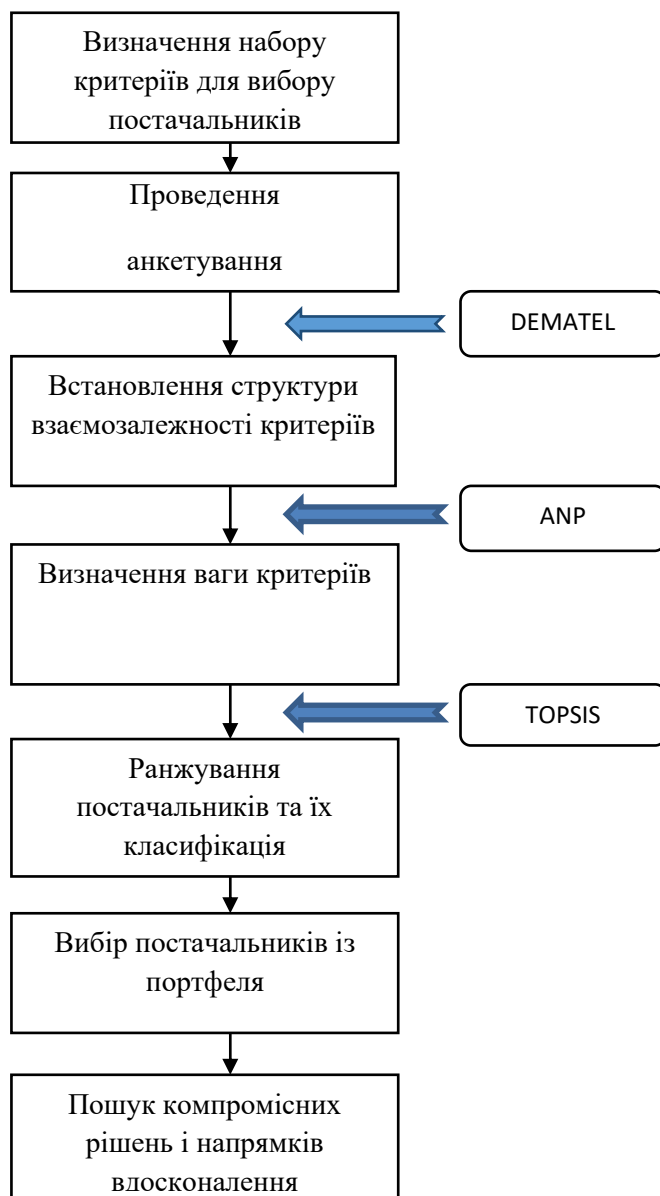 Визначення набору
критеріїв для вибору
постачальників
Проведення
анкетування
DEMATEL
Встановлення структури
взаємозалежності критеріїв
ANP
Визначення ваги критеріїв
TOPSIS
Ранжування
постачальників та їх
класифікація
Вибір постачальників із
портфеля
Пошук компромісних
рішень і напрямків
вдосконалення